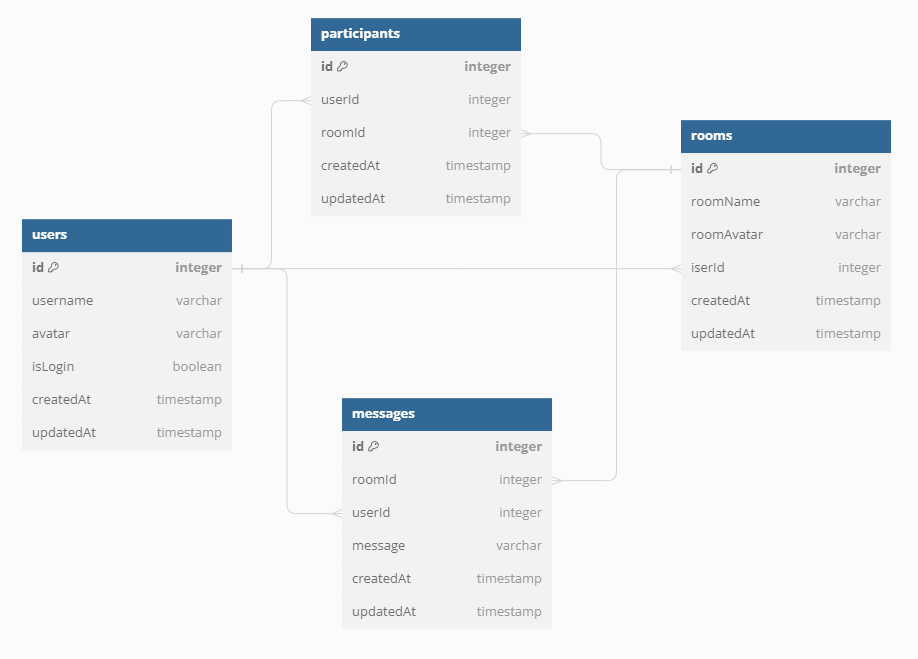 participants
id integer
userId integer
roomId integer
createdAt timestamp
updatedAt timestamp
rooms
id integer
roomName varchar
roomAvatar varchar
iserId integer
createdAt timestamp
updatedAt timestamp
users
id integer
username varchar
avatar varchar
isLogin boolean
createdAt timestamp
updatedAt timestamp
messages
id integer
roomId integer
userId integer
message varchar
createdAt timestamp
updatedAt timestamp